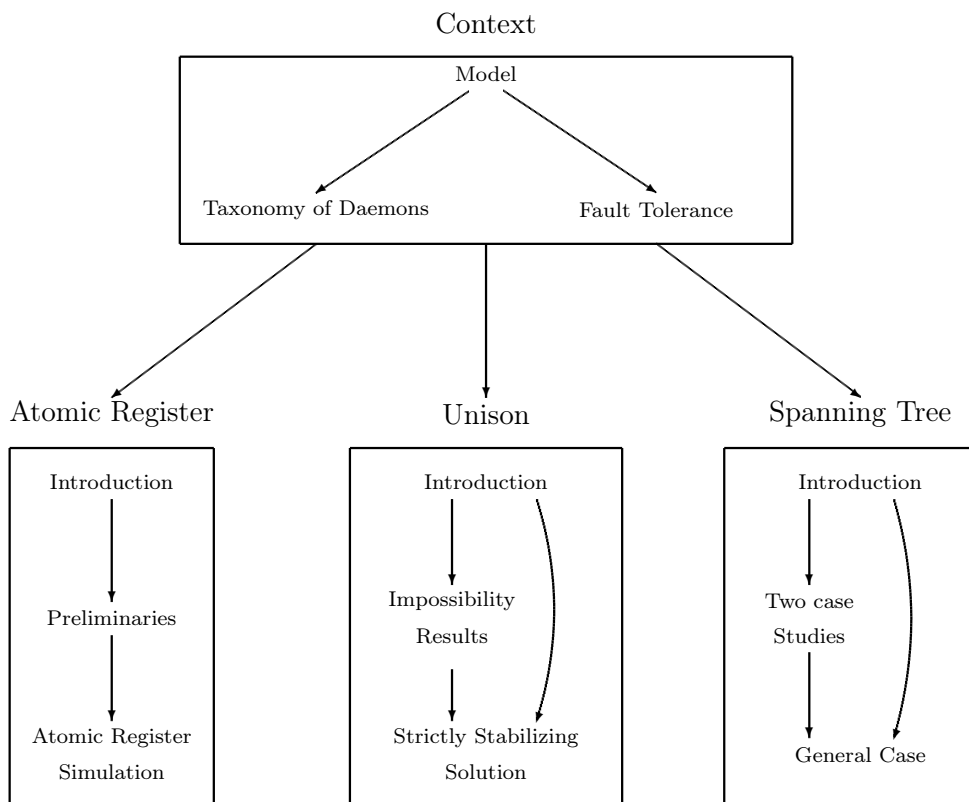 Context
Model
Taxonomy of Daemons
Fault Tolerance
Atomic Register
Introduction
Preliminaries
Atomic Register
Simulation
Unison
Introduction
Impossibility
Results
Strictly Stabilizing
Solution
Spanning Tree
Introduction
Two case
Studies
General Case